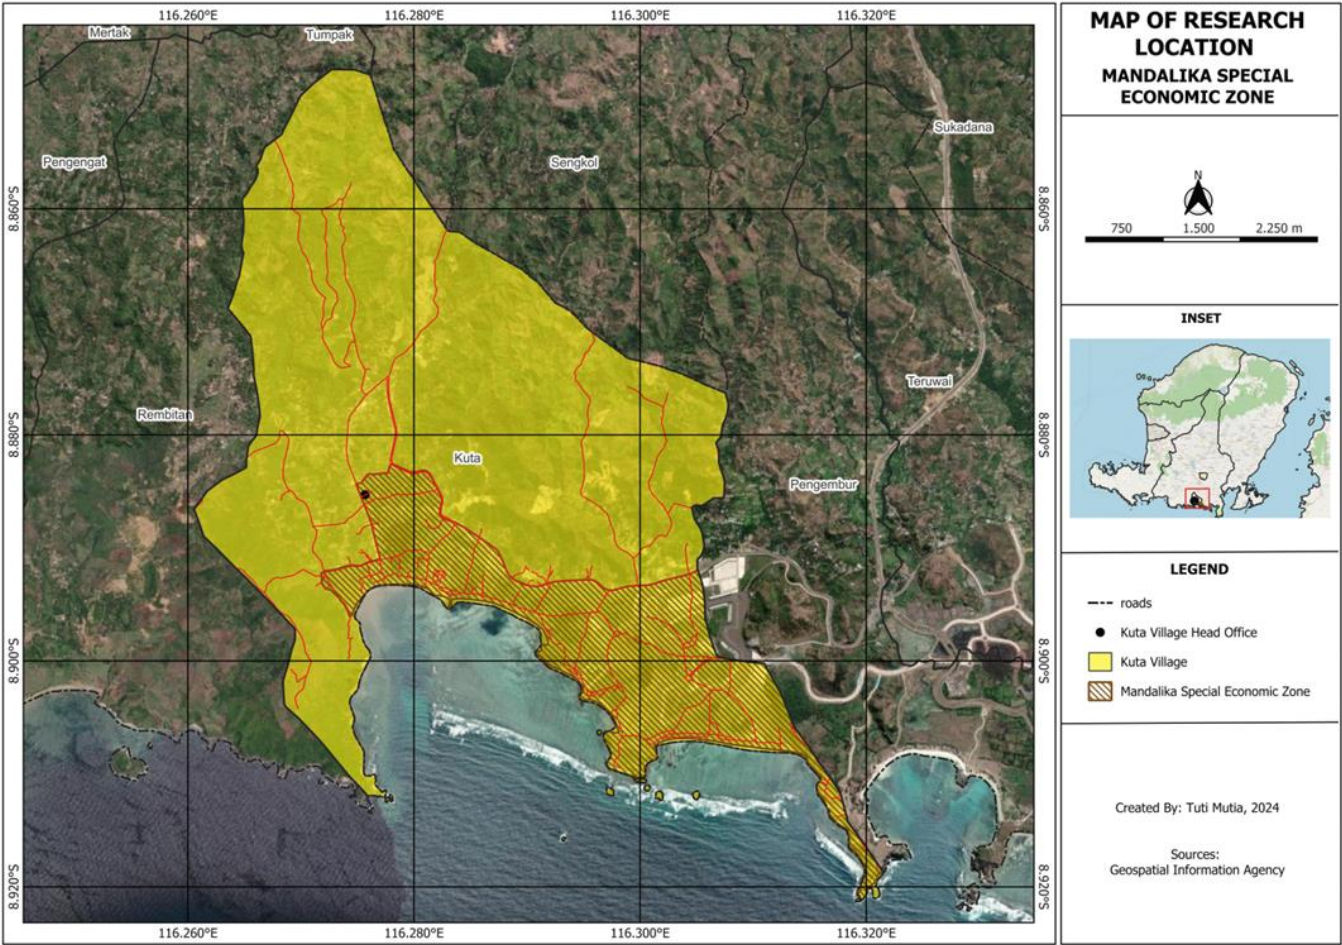 116.260°E 116.280°E 116.300°E 116.320°E
Mertak
Tumpak
Sukadana
Pengengat
Sengkol
8.860°S
8.860°S
Teruwai
Rembitan
8.880°S
8.880°S
Kuta
Pengembur
8.900°S
8.900°S
8.920°S
8.920°S
116.260°E 116.280°E 116.300°E 116.320°E
MAP OF RESEARCH
LOCATION
MANDALIKA SPECIAL
ECONOMIC ZONE
N
750 1.500 2.250 m
INSET
LEGEND
roads
Kuta Village Head Office
Kuta Village
Mandalika Special Economic Zone
Created By: Tuti Mutia, 2024
Sources:
Geospatial Information Agency